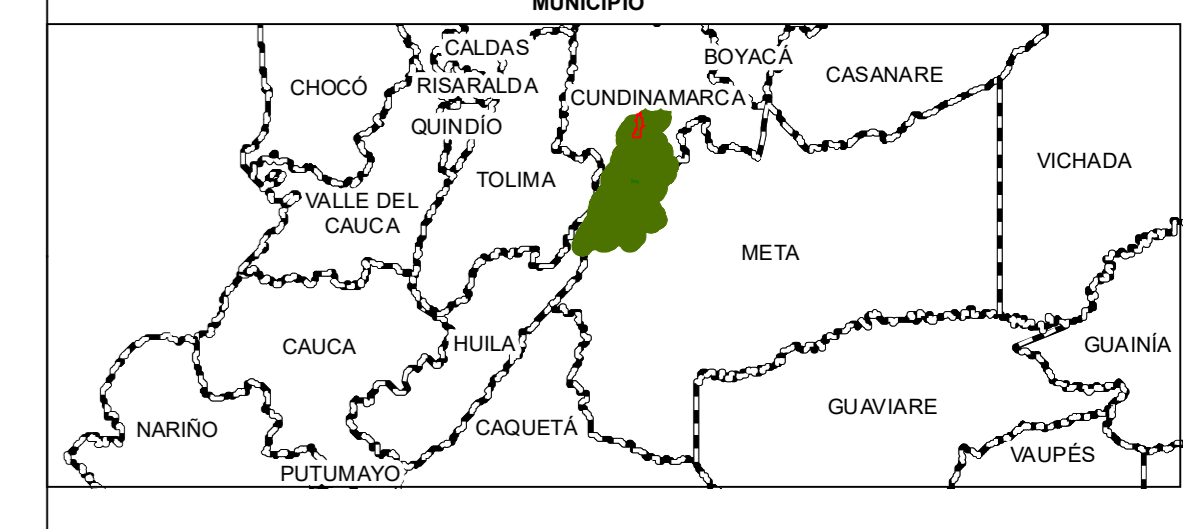 MUNICIPIO
CALDAS
BOYACÁ
CASANARE
CHOCÓ
RISARALDA
CUNDINAMARCA
QUINDÍO
VICHADA
TOLIMA
VALLE DEL
CAUCA
META
CAUCA
HUILA
GUAINÍA
GUAVIARE
NARIÑO
CAQUETÁ
VAUPÉS
PUTUMAYO